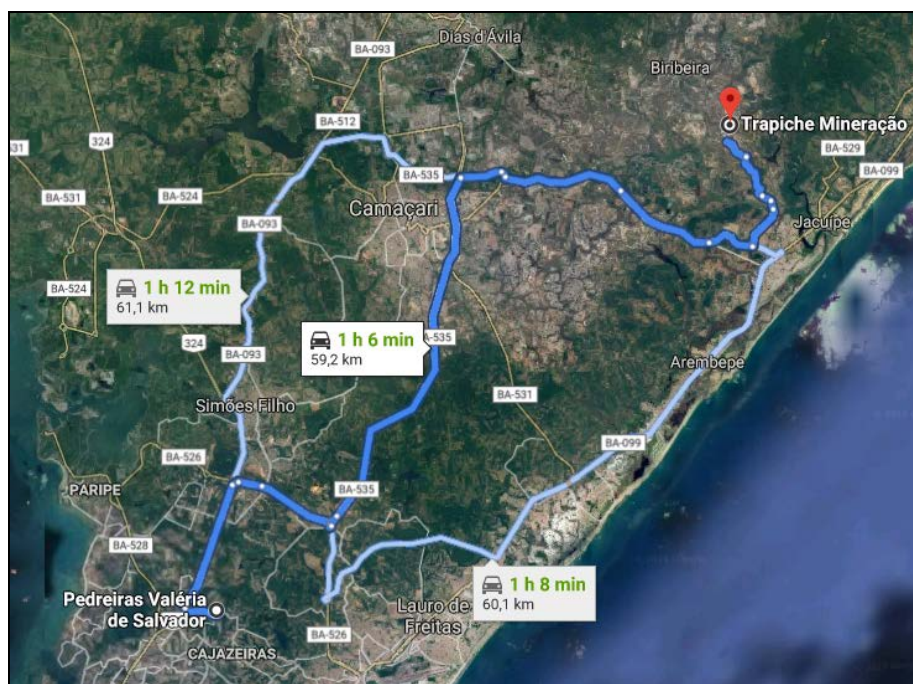 Dias d'Ávila
BA-093
Biribeira
BA-512
Trapiche Mineração
324
BA-529
BA-099
BA-524
BA-535
BA-531
Camaçari
Jacuípe
BA-093
1 h 12 min
61,1 km
BA-524
1 h 6 min
59,2 km
BA-535
324
BA-093
Arembepe
BA-531
Simões Filho
BA-099
BA-526
PARIPE
BA-535
BA-528
1 h 8 min
60,1 km
Pedreiras Valéria
de Salvador
Lauro de
Freitas
BA-526
CAJAZEIRAS